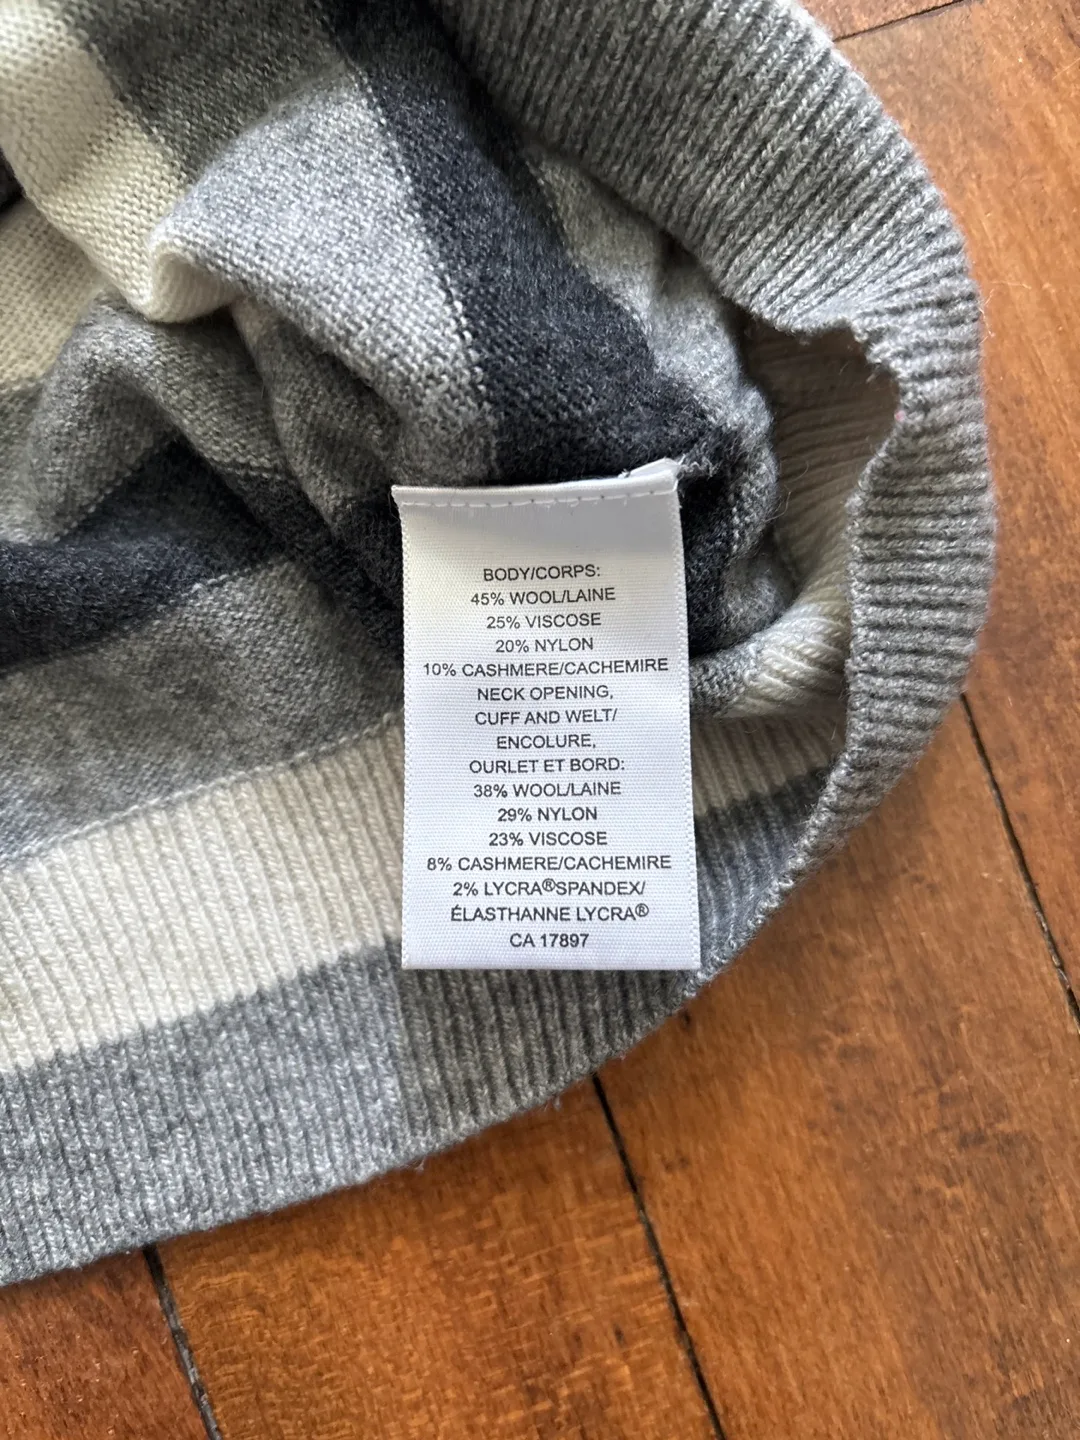 BODY/CORPS:
45% WOOL/LAINE
25% VISCOSE
20% NYLON
10% CASHMERE/CACHEMIRE
NECK OPENING,
CUFF AND WELT/
ENCOLURE,
OURLET ET BORD:
38% WOOL/LAINE
29% NYLON
23% VISCOSE
8% CASHMERE/CACHEMIRE
2% LYCRA®SPANDEX/
ÉLASTHANNE LYCRA®
CA 17897